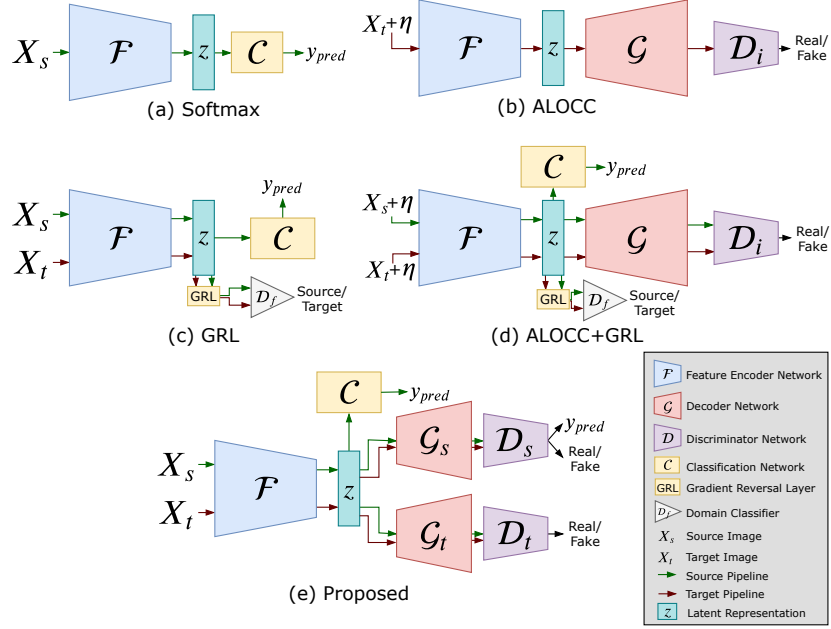 X_s F z C y_pred
(a) Softmax
X_t+η F z G D_i Real/
Fake
(b) ALOCC
X_s
X_t
F z C y_pred
GRL D_f Source/
Target
(c) GRL
C y_pred
X_s+η
X_t+η
F z G D_i Real/
Fake
GRL D_f Source/
Target
(d) ALOCC+GRL
C y_pred
X_s
X_t
F z G_s D_s y_pred
Real/
Fake
G_t D_t Real/
Fake
(e) Proposed
F Feature Encoder Network
G Decoder Network
D Discriminator Network
C Classification Network
GRL Gradient Reversal Layer
D_f Domain Classifier
X_s Source Image
X_t Target Image
Source Pipeline
Target Pipeline
z Latent Representation